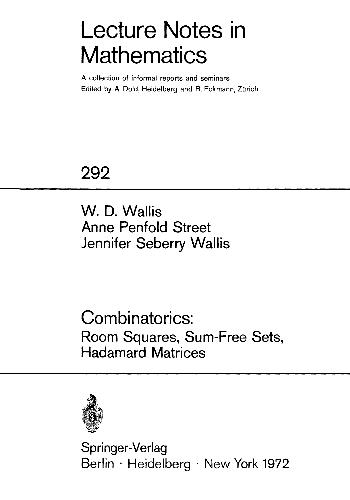 Lecture Notes in
Mathematics
A collection of informal reports and seminars
Edited by A. Dold, Heidelberg and B. Eckmann, Zürich
292
W. D. Wallis
Anne Penfold Street
Jennifer Seberry Wallis
Combinatorics:
Room Squares, Sum-Free Sets,
Hadamard Matrices
Springer-Verlag
Berlin · Heidelberg · New York 1972